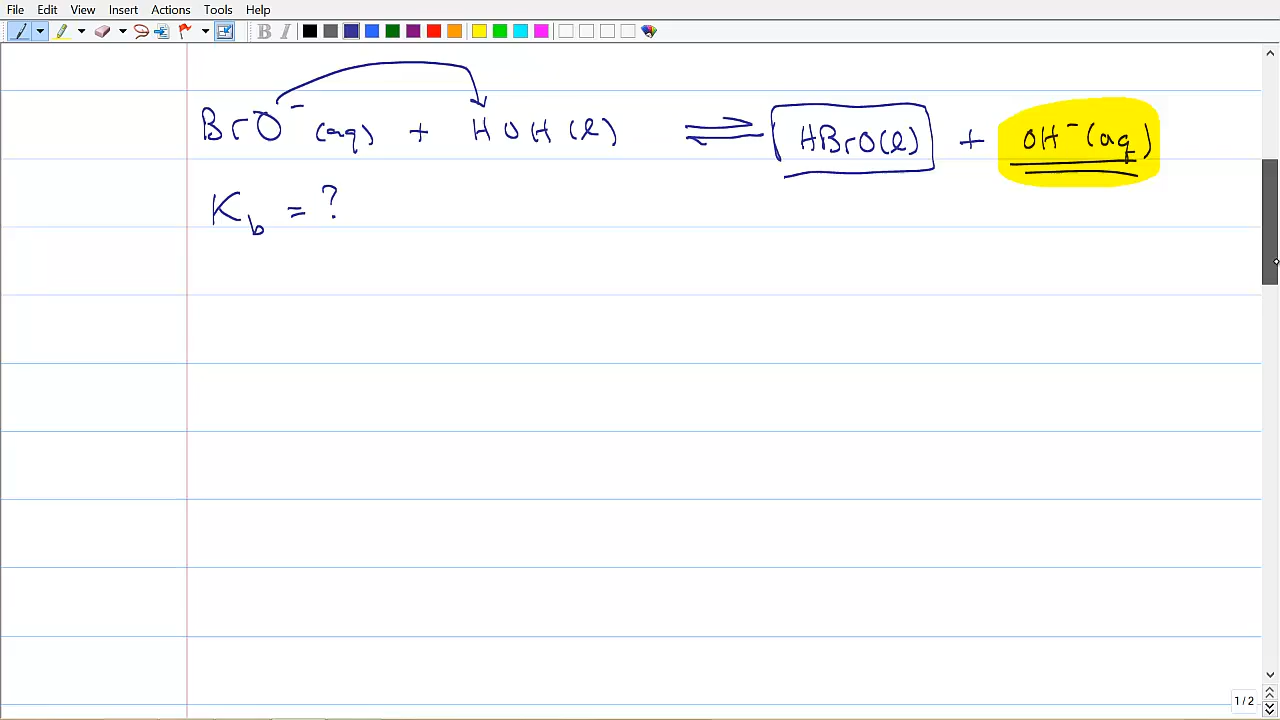 File Edit View Insert Actions Tools Help
B I
BrO⁻(aq) + HOH(l) ⇌ HBrO(l) + OH⁻(aq)
K_b = ?
1/2